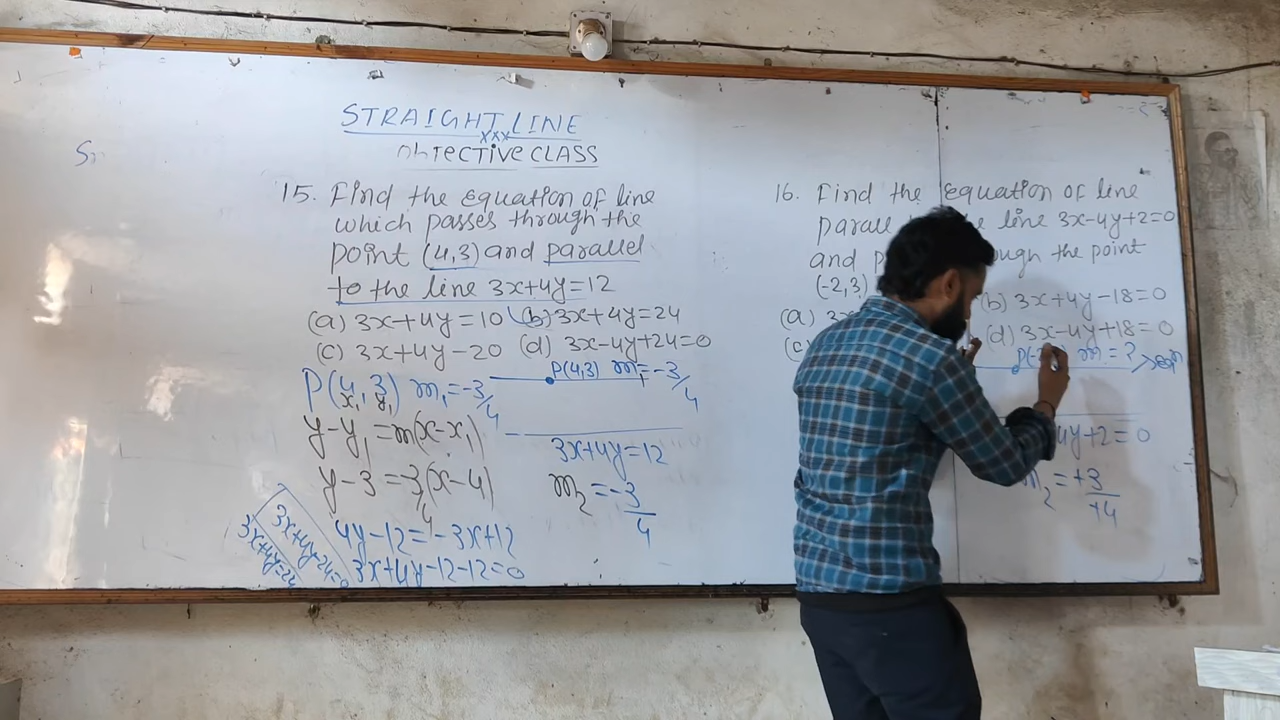 STRAIGHT LINE
xxx
OBJECTIVE CLASS
15. Find the equation of line
which passes through the
point (4,3) and parallel
to the line 3x+4y=12
(a) 3x+4y=10 (b) 3x+4y=24
(c) 3x+4y-20 (d) 3x-4y+24=0
P(4,3) m₁=-3/4
x₁ y₁
P(4,3) m₁=-3/4
y-y₁=m(x-x₁)
3x+4y=12
y-3=-3/4(x-4)
m₂=-3/4
4y-12=-3x+12
3x+4y-12-12=0
3x+4y-24=0
3x+4y=24
16. Find the equation of line
3x-4y+2=0
and through the point
(-2,3)
(a) 3x (b) 3x+4y-18=0
(c) (d) 3x-4y+18=0
m = ?
4y+2=0
m₂=+3/+4